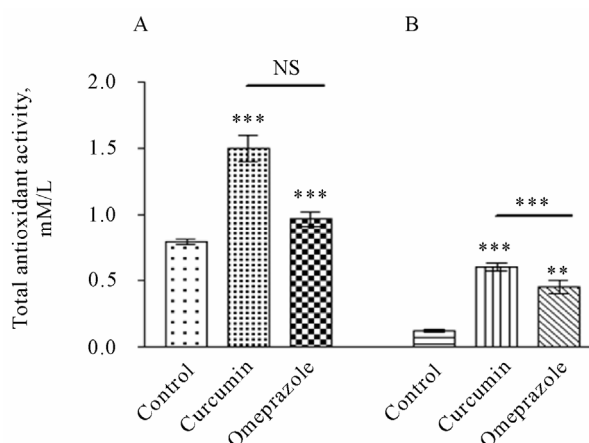 A
B
Total antioxidant activity,
mM/L
2.0
1.5
1.0
0.5
0.0
NS
***
***
***
***
**
Control
Curcumin
Omeprazole
Control
Curcumin
Omeprazole